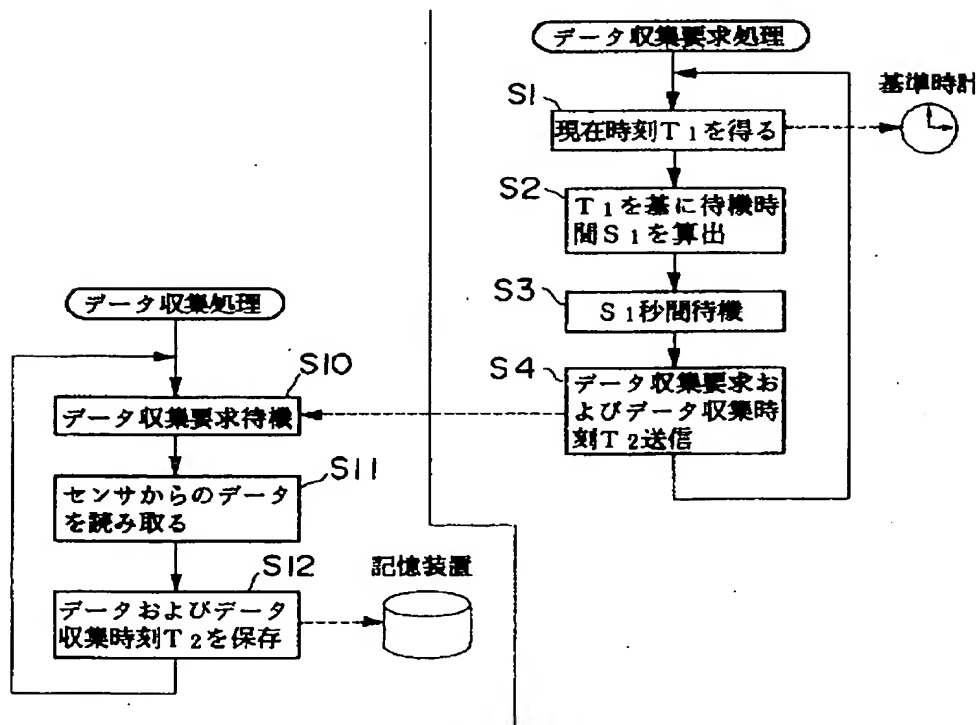 データ収集要求処理
基準時計
S1
現在時刻T1を得る
S2
T1を基に待機時
間S1を算出
S3
S1秒間待機
S4
データ収集要求お
よびデータ収集時
刻T2送信
データ収集処理
S10
データ収集要求待機
S11
センサからのデータ
を読み取る
S12
データおよびデータ
収集時刻T2を保存
記憶装置